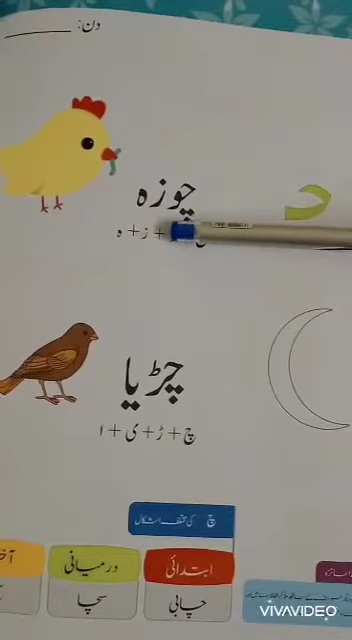 دن:
چوزہ
+ ز + ہ
چڑیا
چ + ڑ + ی + ا
چ کی مختلف اشکال
ابتدائی
درمیانی
چابی
سچا
VIVAVIDEO